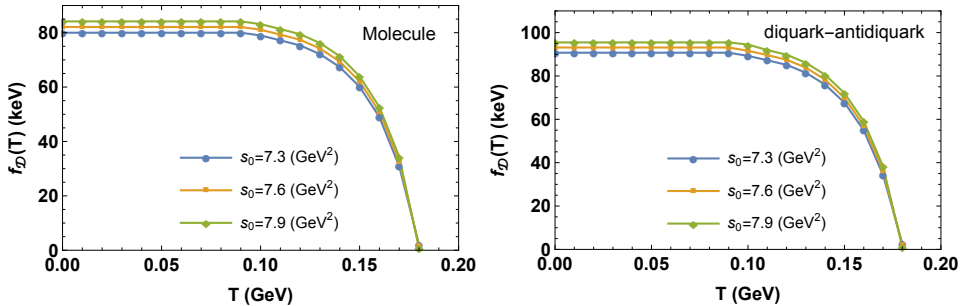 Molecule
f𝒟(T) (keV)
80
60
40
20
0
s₀=7.3 (GeV²)
s₀=7.6 (GeV²)
s₀=7.9 (GeV²)
0.00 0.05 0.10 0.15 0.20
T (GeV)
diquark−antidiquark
f𝒟(T) (keV)
100
80
60
40
20
0
s₀=7.3 (GeV²)
s₀=7.6 (GeV²)
s₀=7.9 (GeV²)
0.00 0.05 0.10 0.15 0.20
T (GeV)